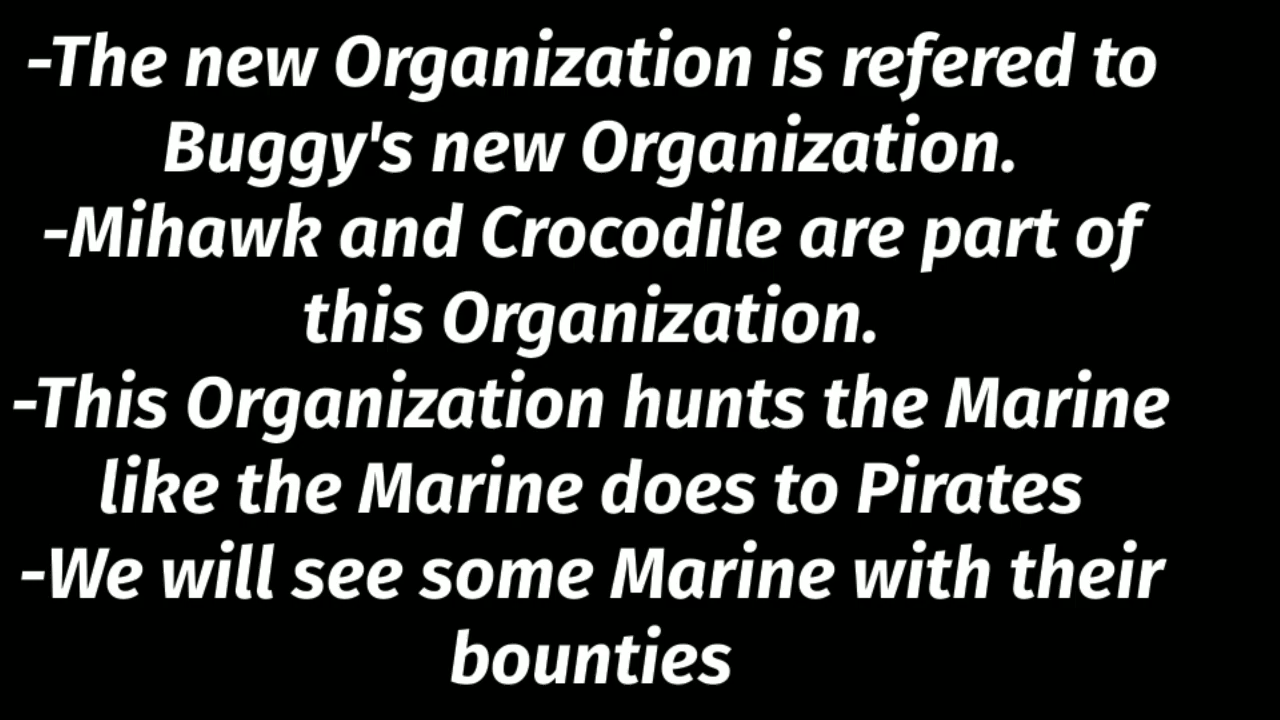 -The new Organization is refered to
Buggy's new Organization.
-Mihawk and Crocodile are part of
this Organization.
-This Organization hunts the Marine
like the Marine does to Pirates
-We will see some Marine with their
bounties